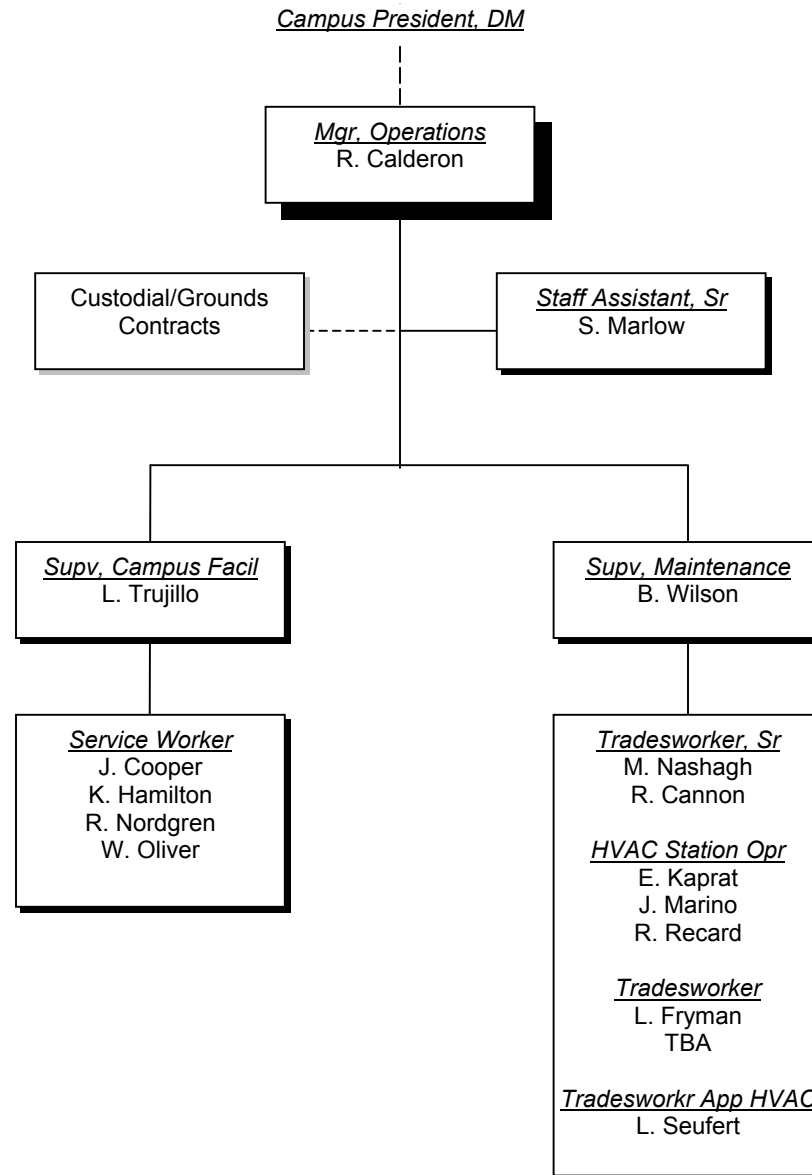 Campus President, DM
Mgr, Operations
R. Calderon
Custodial/Grounds
Contracts
Staff Assistant, Sr
S. Marlow
Supv, Campus Facil
L. Trujillo
Supv, Maintenance
B. Wilson
Service Worker
J. Cooper
K. Hamilton
R. Nordgren
W. Oliver
Tradesworker, Sr
M. Nashagh
R. Cannon
HVAC Station Opr
E. Kaprat
J. Marino
R. Recard
Tradesworker
L. Fryman
TBA
Tradesworkr App HVAC
L. Seufert